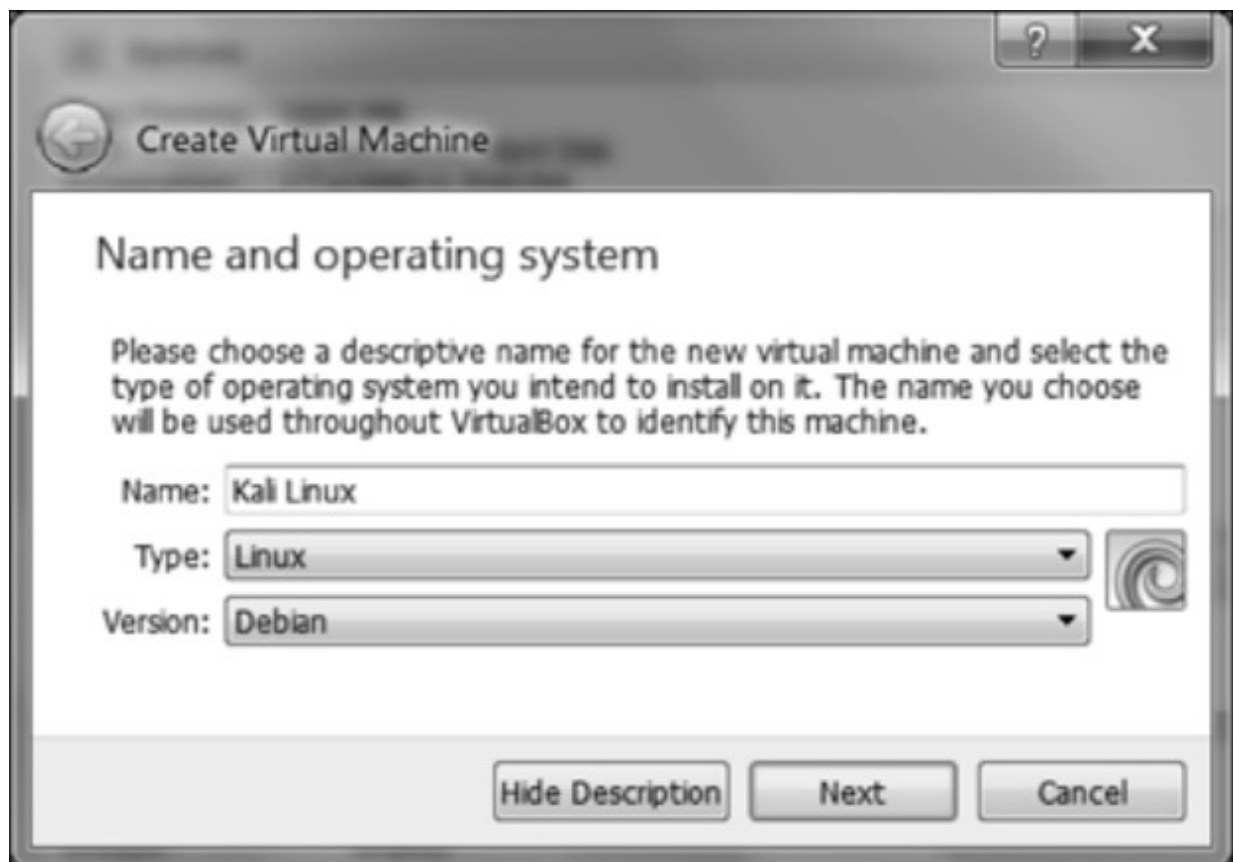 ?
X
Create Virtual Machine
Name and operating system
Please choose a descriptive name for the new virtual machine and select the
type of operating system you intend to install on it. The name you choose
will be used throughout VirtualBox to identify this machine.
Name: Kali Linux
Type: Linux
Version: Debian
Hide Description Next Cancel